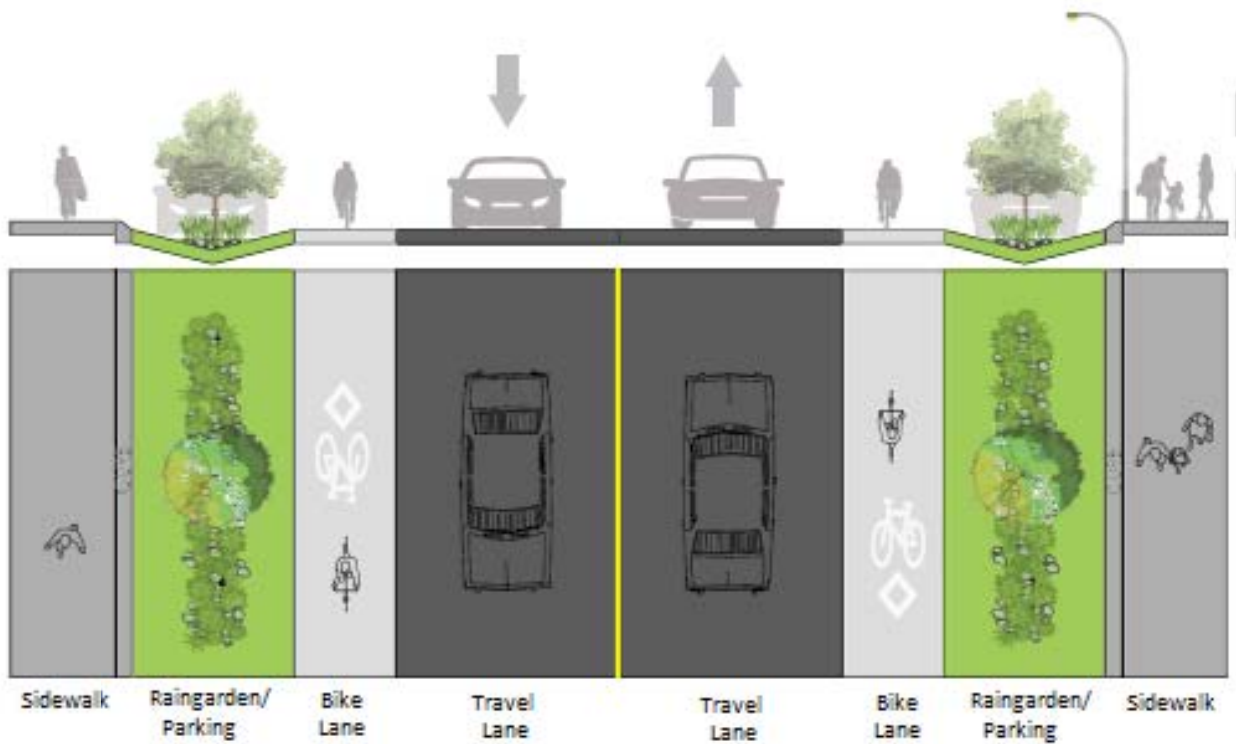 Sidewalk
Raingarden/
Parking
Bike
Lane
Travel
Lane
Travel
Lane
Bike
Lane
Raingarden/
Parking
Sidewalk